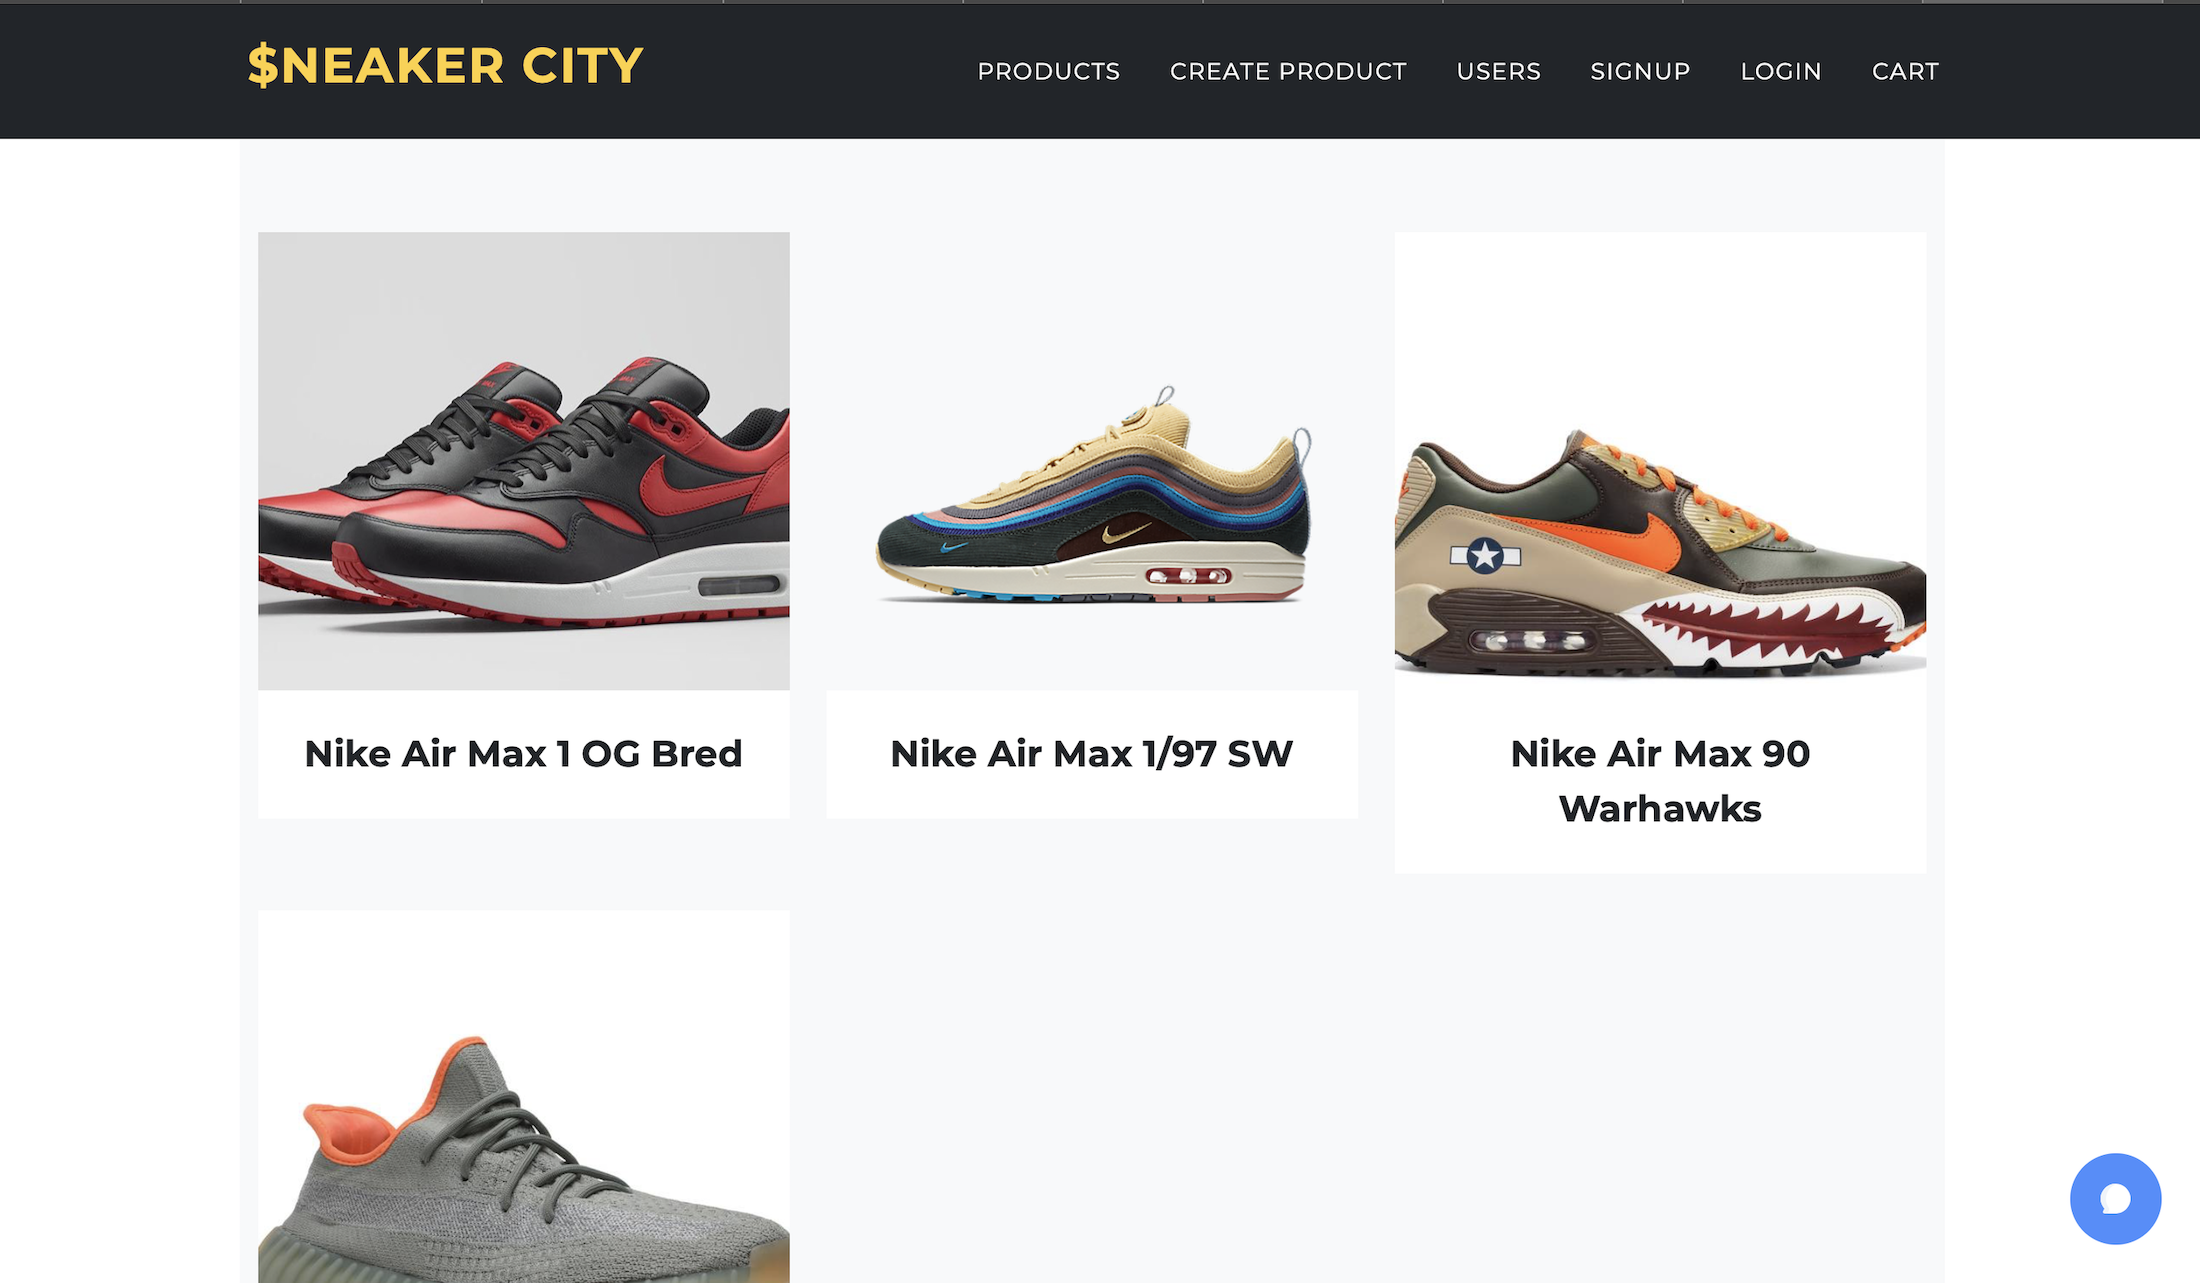 $NEAKER CITY
PRODUCTS CREATE PRODUCT USERS SIGNUP LOGIN CART
Nike Air Max 1 OG Bred
Nike Air Max 1/97 SW
Nike Air Max 90
Warhawks